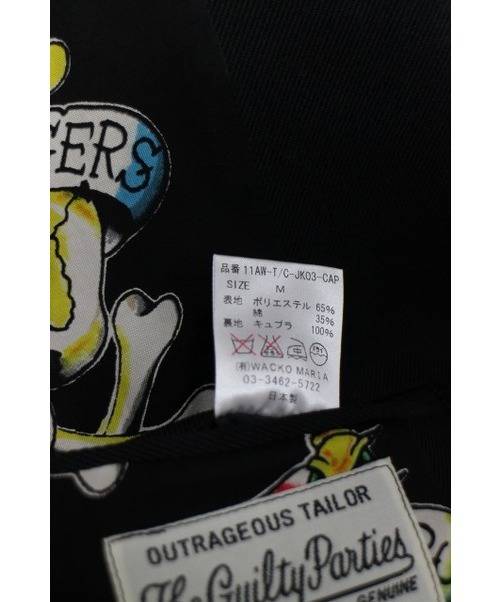 GERS
品番 11AW-T/C-JK03-CAP
SIZE M
表地 ポリエステル 65%
綿 35%
裏地 キュプラ 100%
(有)WACKO MARIA
03-3462-5722
日本製
OUTRAGEOUS TAILOR
The Guilty Parties
GENUINE